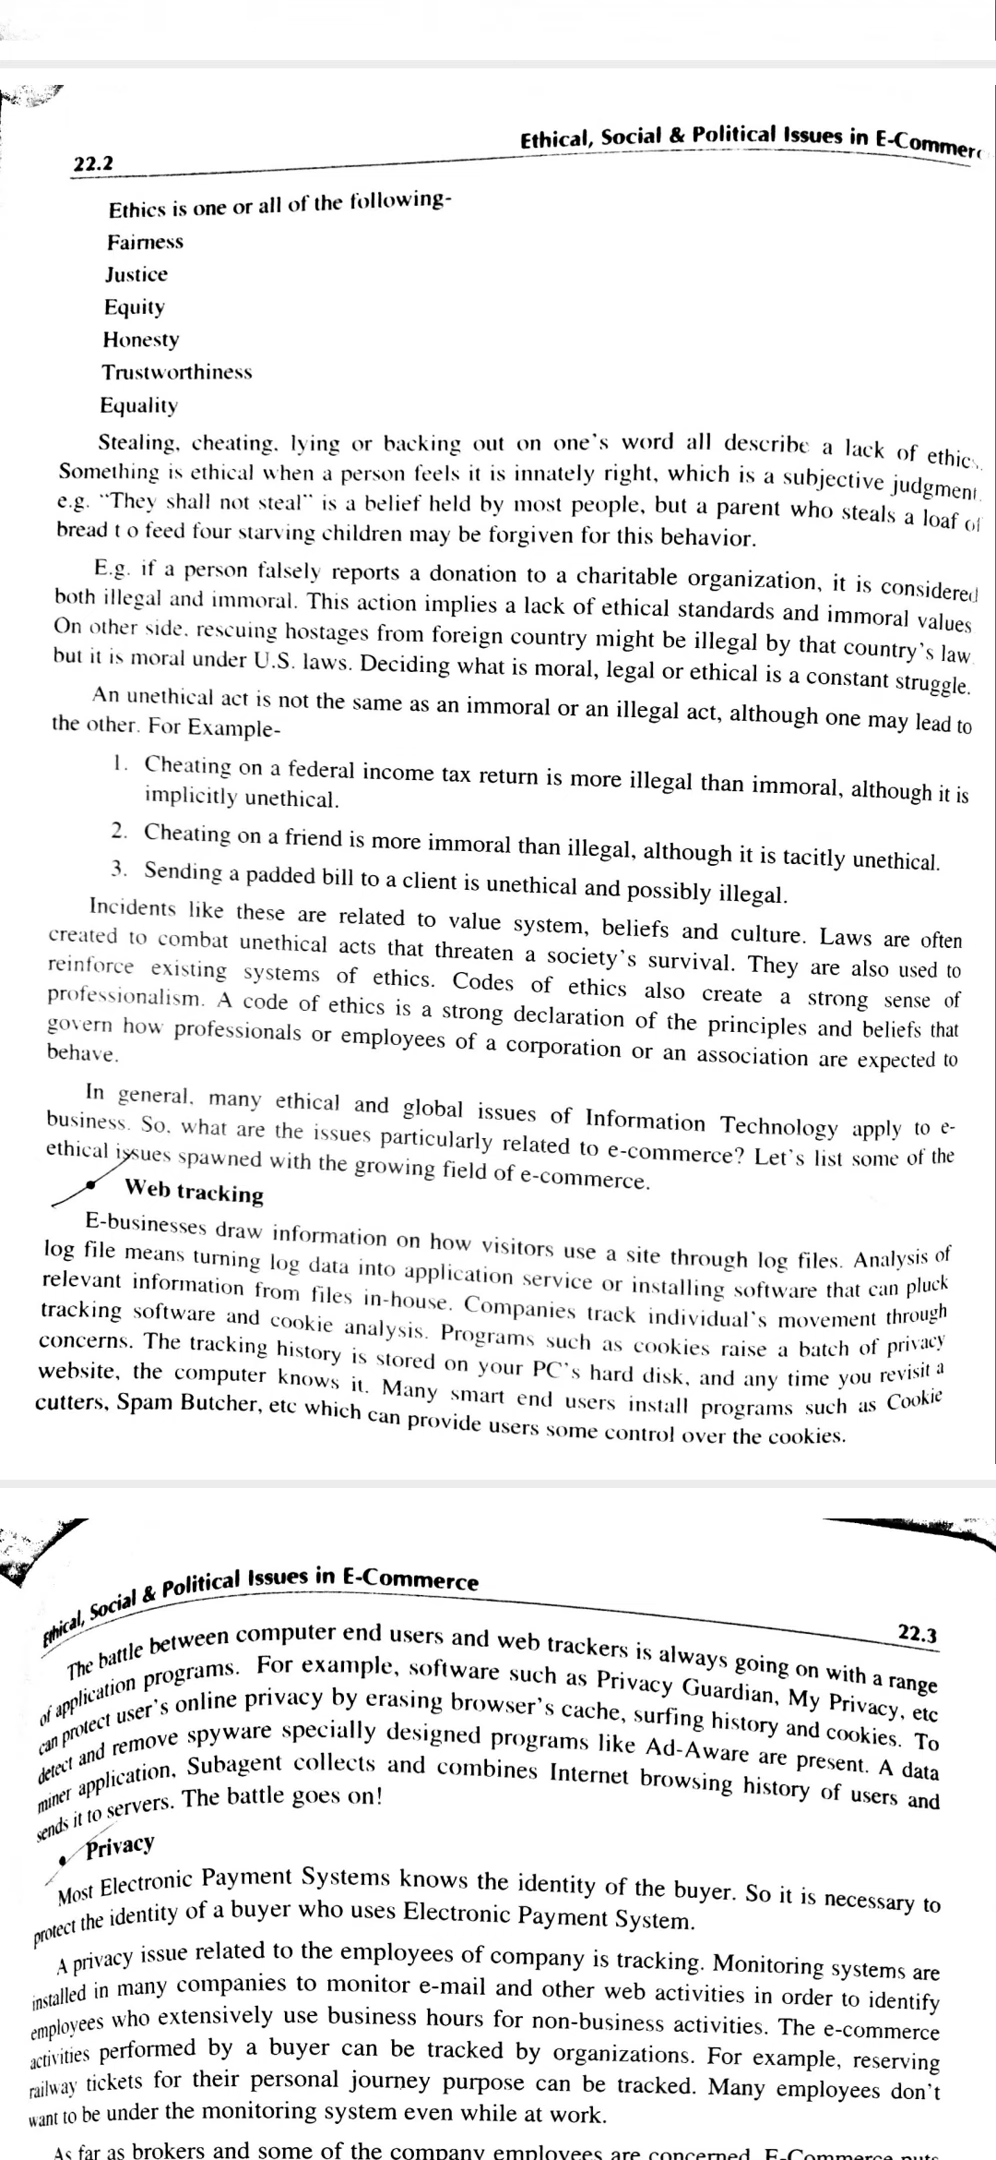 22.2
Ethical, Social & Political Issues in E-Commerc
Ethics is one or all of the following-
Fairness
Justice
Equity
Honesty
Trustworthiness
Equality
Stealing, cheating, lying or backing out on one's word all describe a lack of ethics.
Something is ethical when a person feels it is innately right, which is a subjective judgment.
e.g. "They shall not steal" is a belief held by most people, but a parent who steals a loaf of
bread t o feed four starving children may be forgiven for this behavior.
E.g. if a person falsely reports a donation to a charitable organization, it is considered
both illegal and immoral. This action implies a lack of ethical standards and immoral values
On other side, rescuing hostages from foreign country might be illegal by that country's law
but it is moral under U.S. laws. Deciding what is moral, legal or ethical is a constant struggle.
An unethical act is not the same as an immoral or an illegal act, although one may lead to
the other. For Example-
1. Cheating on a federal income tax return is more illegal than immoral, although it is
implicitly unethical.
2. Cheating on a friend is more immoral than illegal, although it is tacitly unethical.
3. Sending a padded bill to a client is unethical and possibly illegal.
Incidents like these are related to value system, beliefs and culture. Laws are often
created to combat unethical acts that threaten a society's survival. They are also used to
reinforce existing systems of ethics. Codes of ethics also create a strong sense of
professionalism. A code of ethics is a strong declaration of the principles and beliefs that
govern how professionals or employees of a corporation or an association are expected to
behave.
In general, many ethical and global issues of Information Technology apply to e-
business. So, what are the issues particularly related to e-commerce? Let's list some of the
ethical issues spawned with the growing field of e-commerce.
• Web tracking
E-businesses draw information on how visitors use a site through log files. Analysis of
log file means turning log data into application service or installing software that can pluck
relevant information from files in-house. Companies track individual's movement through
tracking software and cookie analysis. Programs such as cookies raise a batch of privacy
concerns. The tracking history is stored on your PC's hard disk, and any time you revisit a
website, the computer knows it. Many smart end users install programs such as Cookie
cutters, Spam Butcher, etc which can provide users some control over the cookies.
Ethical, Social & Political Issues in E-Commerce
22.3
The battle between computer end users and web trackers is always going on with a range
of application programs. For example, software such as Privacy Guardian, My Privacy, etc
can protect user's online privacy by erasing browser's cache, surfing history and cookies. To
detect and remove spyware specially designed programs like Ad-Aware are present. A data
miner application, Subagent collects and combines Internet browsing history of users and
sends it to servers. The battle goes on!
• Privacy
Most Electronic Payment Systems knows the identity of the buyer. So it is necessary to
protect the identity of a buyer who uses Electronic Payment System.
A privacy issue related to the employees of company is tracking. Monitoring systems are
installed in many companies to monitor e-mail and other web activities in order to identify
employees who extensively use business hours for non-business activities. The e-commerce
activities performed by a buyer can be tracked by organizations. For example, reserving
railway tickets for their personal journey purpose can be tracked. Many employees don't
want to be under the monitoring system even while at work.
As far as brokers and some of the company employees are concerned, E-Commerce puts